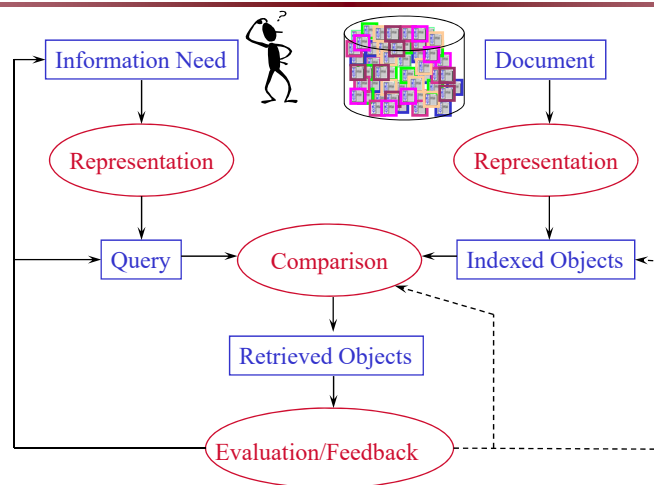 ?
Information Need
Document
Representation
Representation
Query
Comparison
Indexed Objects
Retrieved Objects
Evaluation/Feedback